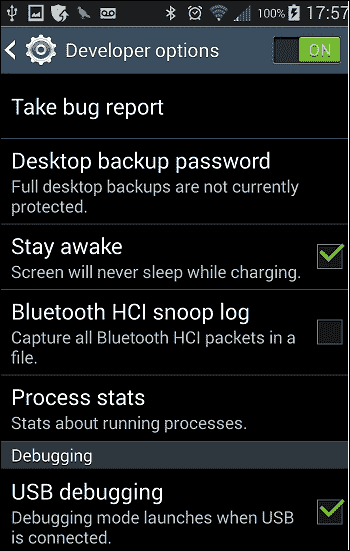 100% 17:57
Developer options ON
Take bug report
Desktop backup password
Full desktop backups are not currently
protected.
Stay awake
Screen will never sleep while charging.
Bluetooth HCI snoop log
Capture all Bluetooth HCI packets in a
file.
Process stats
Stats about running processes.
Debugging
USB debugging
Debugging mode launches when USB
is connected.